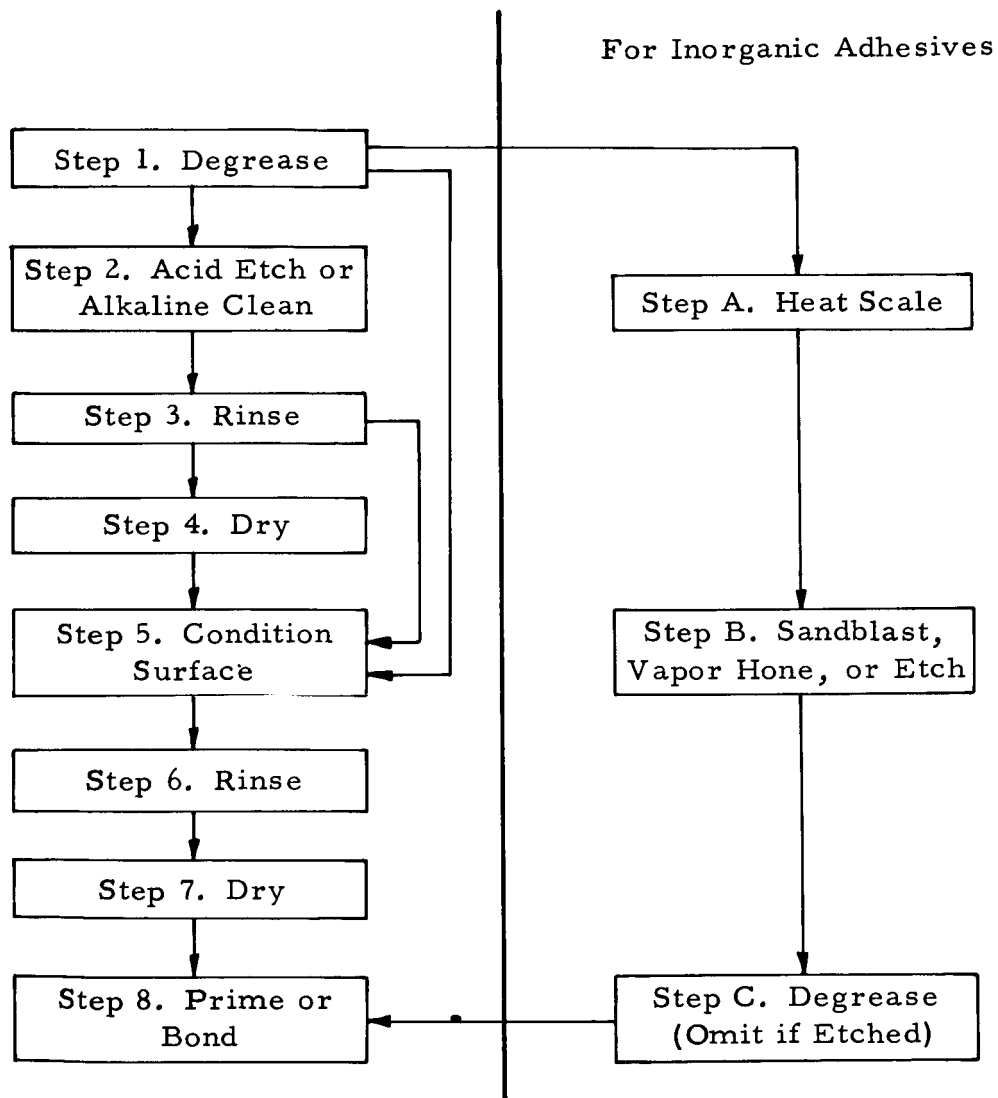 For Inorganic Adhesives
Step 1. Degrease
Step 2. Acid Etch or
Alkaline Clean
Step 3. Rinse
Step 4. Dry
Step 5. Condition
Surface
Step 6. Rinse
Step 7. Dry
Step 8. Prime or
Bond
Step A. Heat Scale
Step B. Sandblast,
Vapor Hone, or Etch
Step C. Degrease
(Omit if Etched)